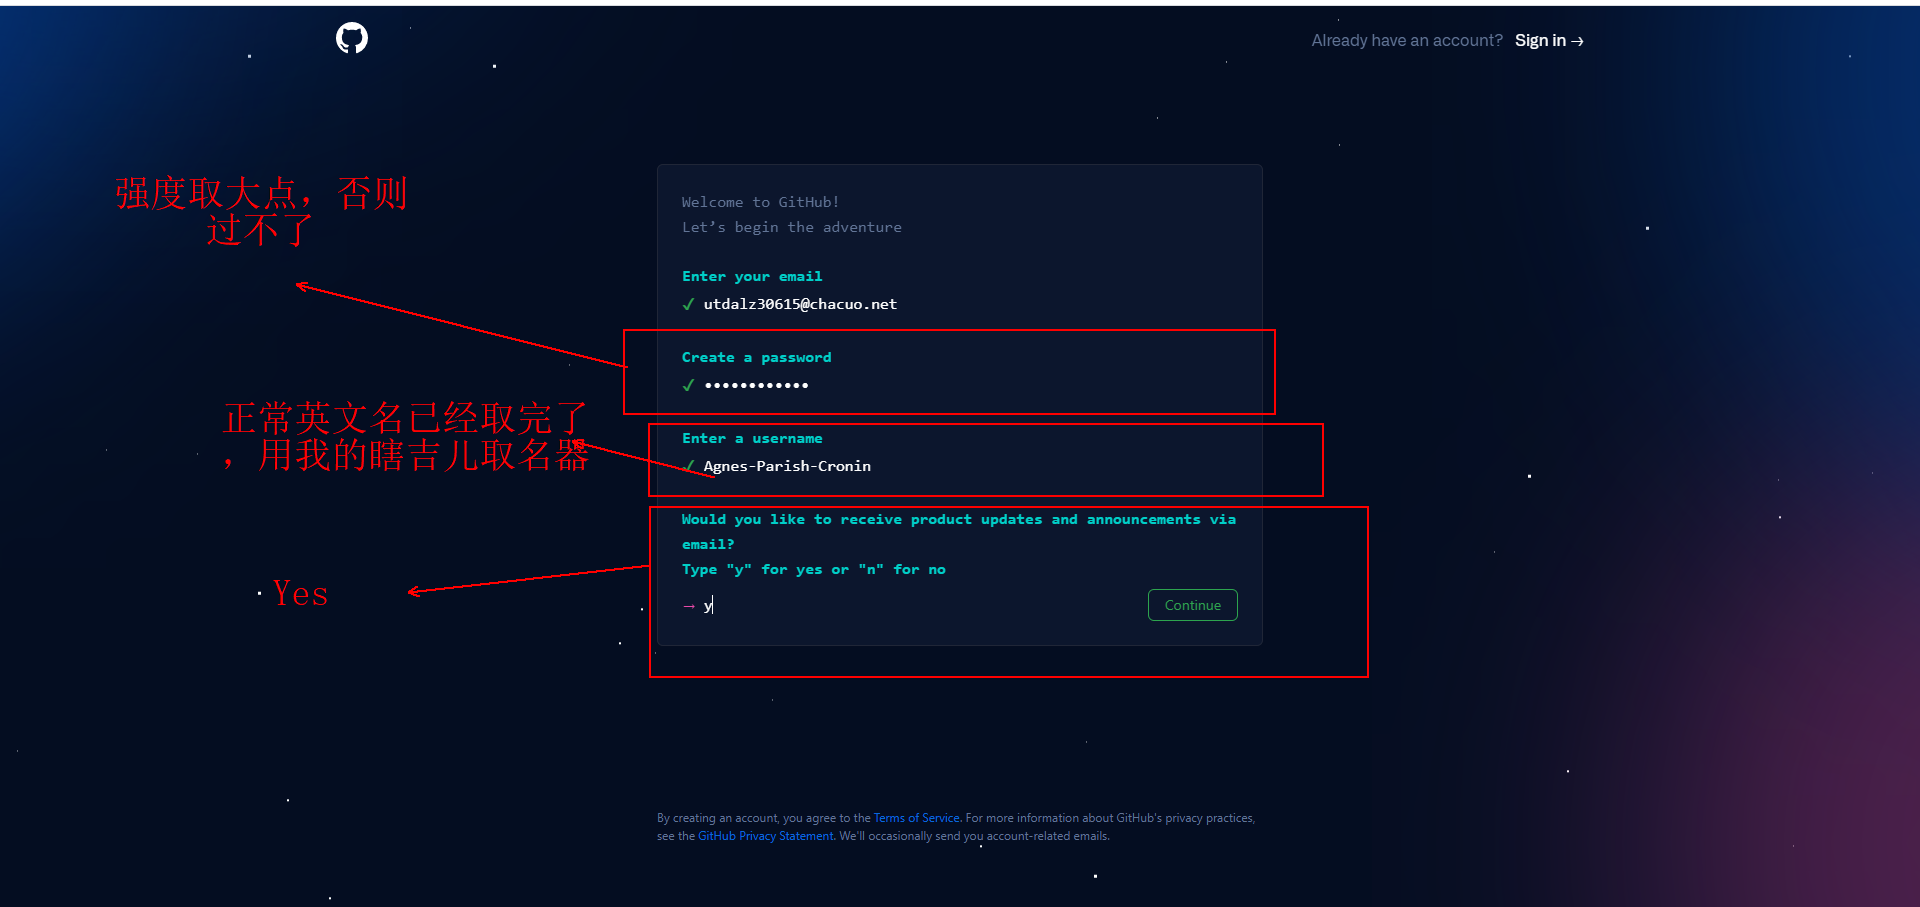 Already have an account? Sign in →
强度取大点，否则
过不了
Welcome to GitHub!
Let’s begin the adventure
Enter your email
✓ utdalz30615@chacuo.net
Create a password
✓ ••••••••••••
正常英文名已经取完了
，用我的瞎吉儿取名器
Enter a username
✓ Agnes-Parish-Cronin
Would you like to receive product updates and announcements via
email?
Type "y" for yes or "n" for no
Yes
→ y
Continue
By creating an account, you agree to the Terms of Service. For more information about GitHub's privacy practices,
see the GitHub Privacy Statement. We'll occasionally send you account-related emails.